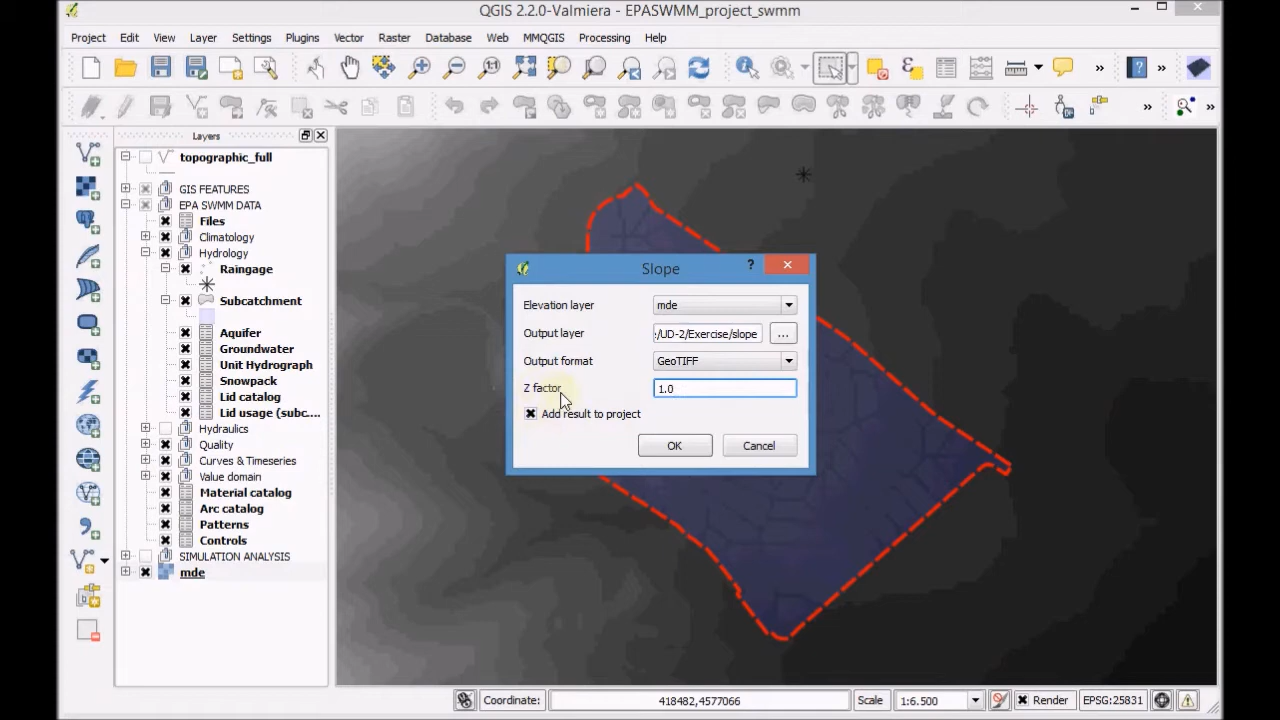 QGIS 2.2.0-Valmiera - EPASWMM_project_swmm
Project Edit View Layer Settings Plugins Vector Raster Database Web MMQGIS Processing Help
Layers
topographic_full
GIS FEATURES
EPA SWMM DATA
Files
Climatology
Hydrology
Raingage
Subcatchment
Aquifer
Groundwater
Unit Hydrograph
Snowpack
Lid catalog
Lid usage (subc....
Hydraulics
Quality
Curves & Timeseries
Value domain
Material catalog
Arc catalog
Patterns
Controls
SIMULATION ANALYSIS
mde
Slope
Elevation layer mde
Output layer :/UD-2/Exercise/slope ...
Output format GeoTIFF
Z factor 1.0
Add result to project
OK Cancel
Coordinate: 418482,4577066 Scale 1:6.500 Render EPSG:25831